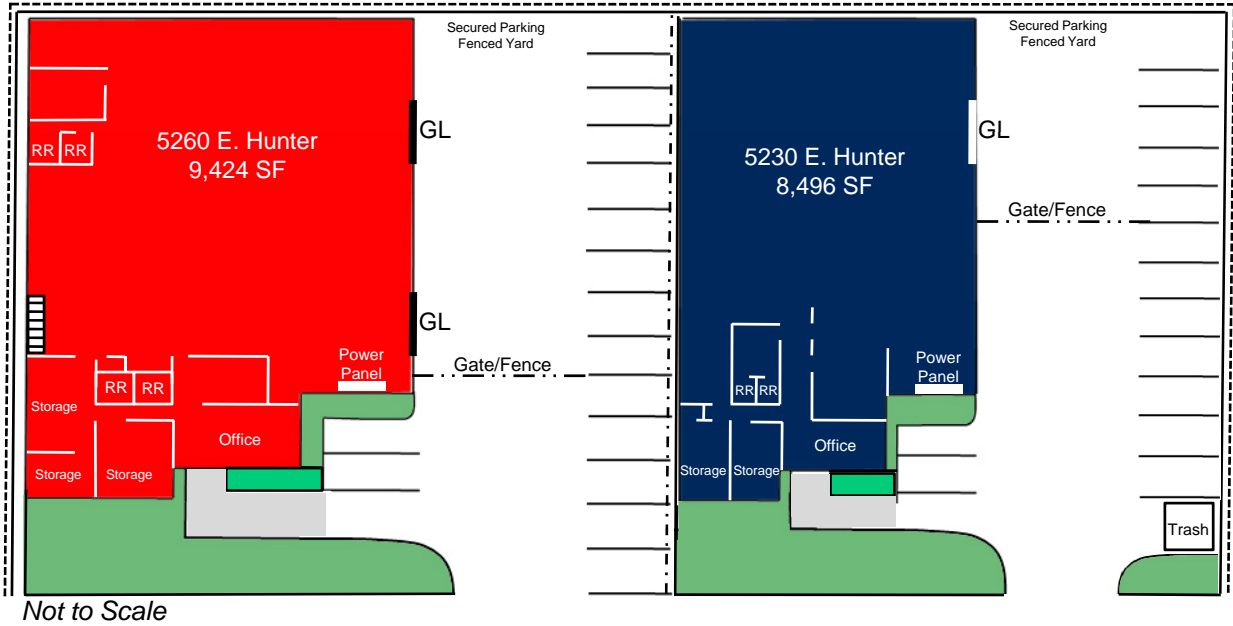 Secured Parking
Fenced Yard
Secured Parking
Fenced Yard
GL
GL
5260 E. Hunter
9,424 SF
RR RR
5230 E. Hunter
8,496 SF
Gate/Fence
GL
Gate/Fence
Power
Panel
Power
Panel
RR RR
RR RR
Storage
Office
Office
Storage
Storage
Storage
Storage
Trash
Not to Scale